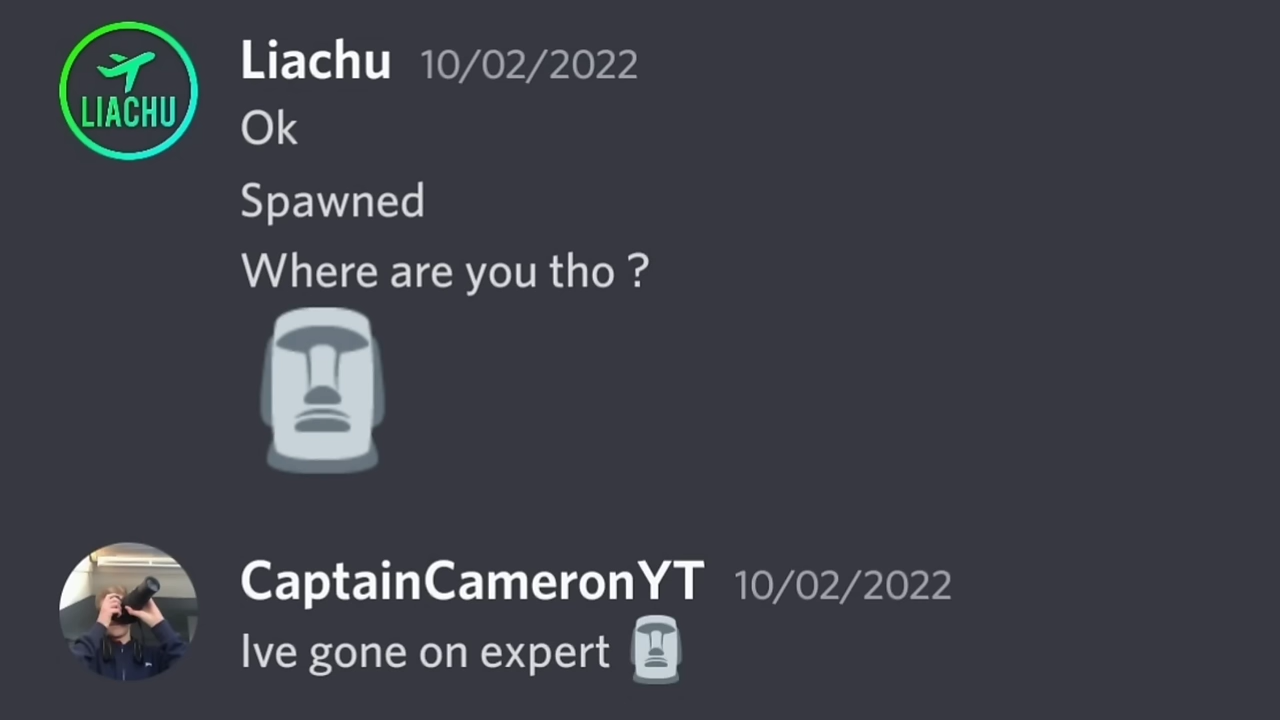 LIACHU
Liachu 10/02/2022
Ok
Spawned
Where are you tho ?
🗿
CaptainCameronYT 10/02/2022
Ive gone on expert 🗿